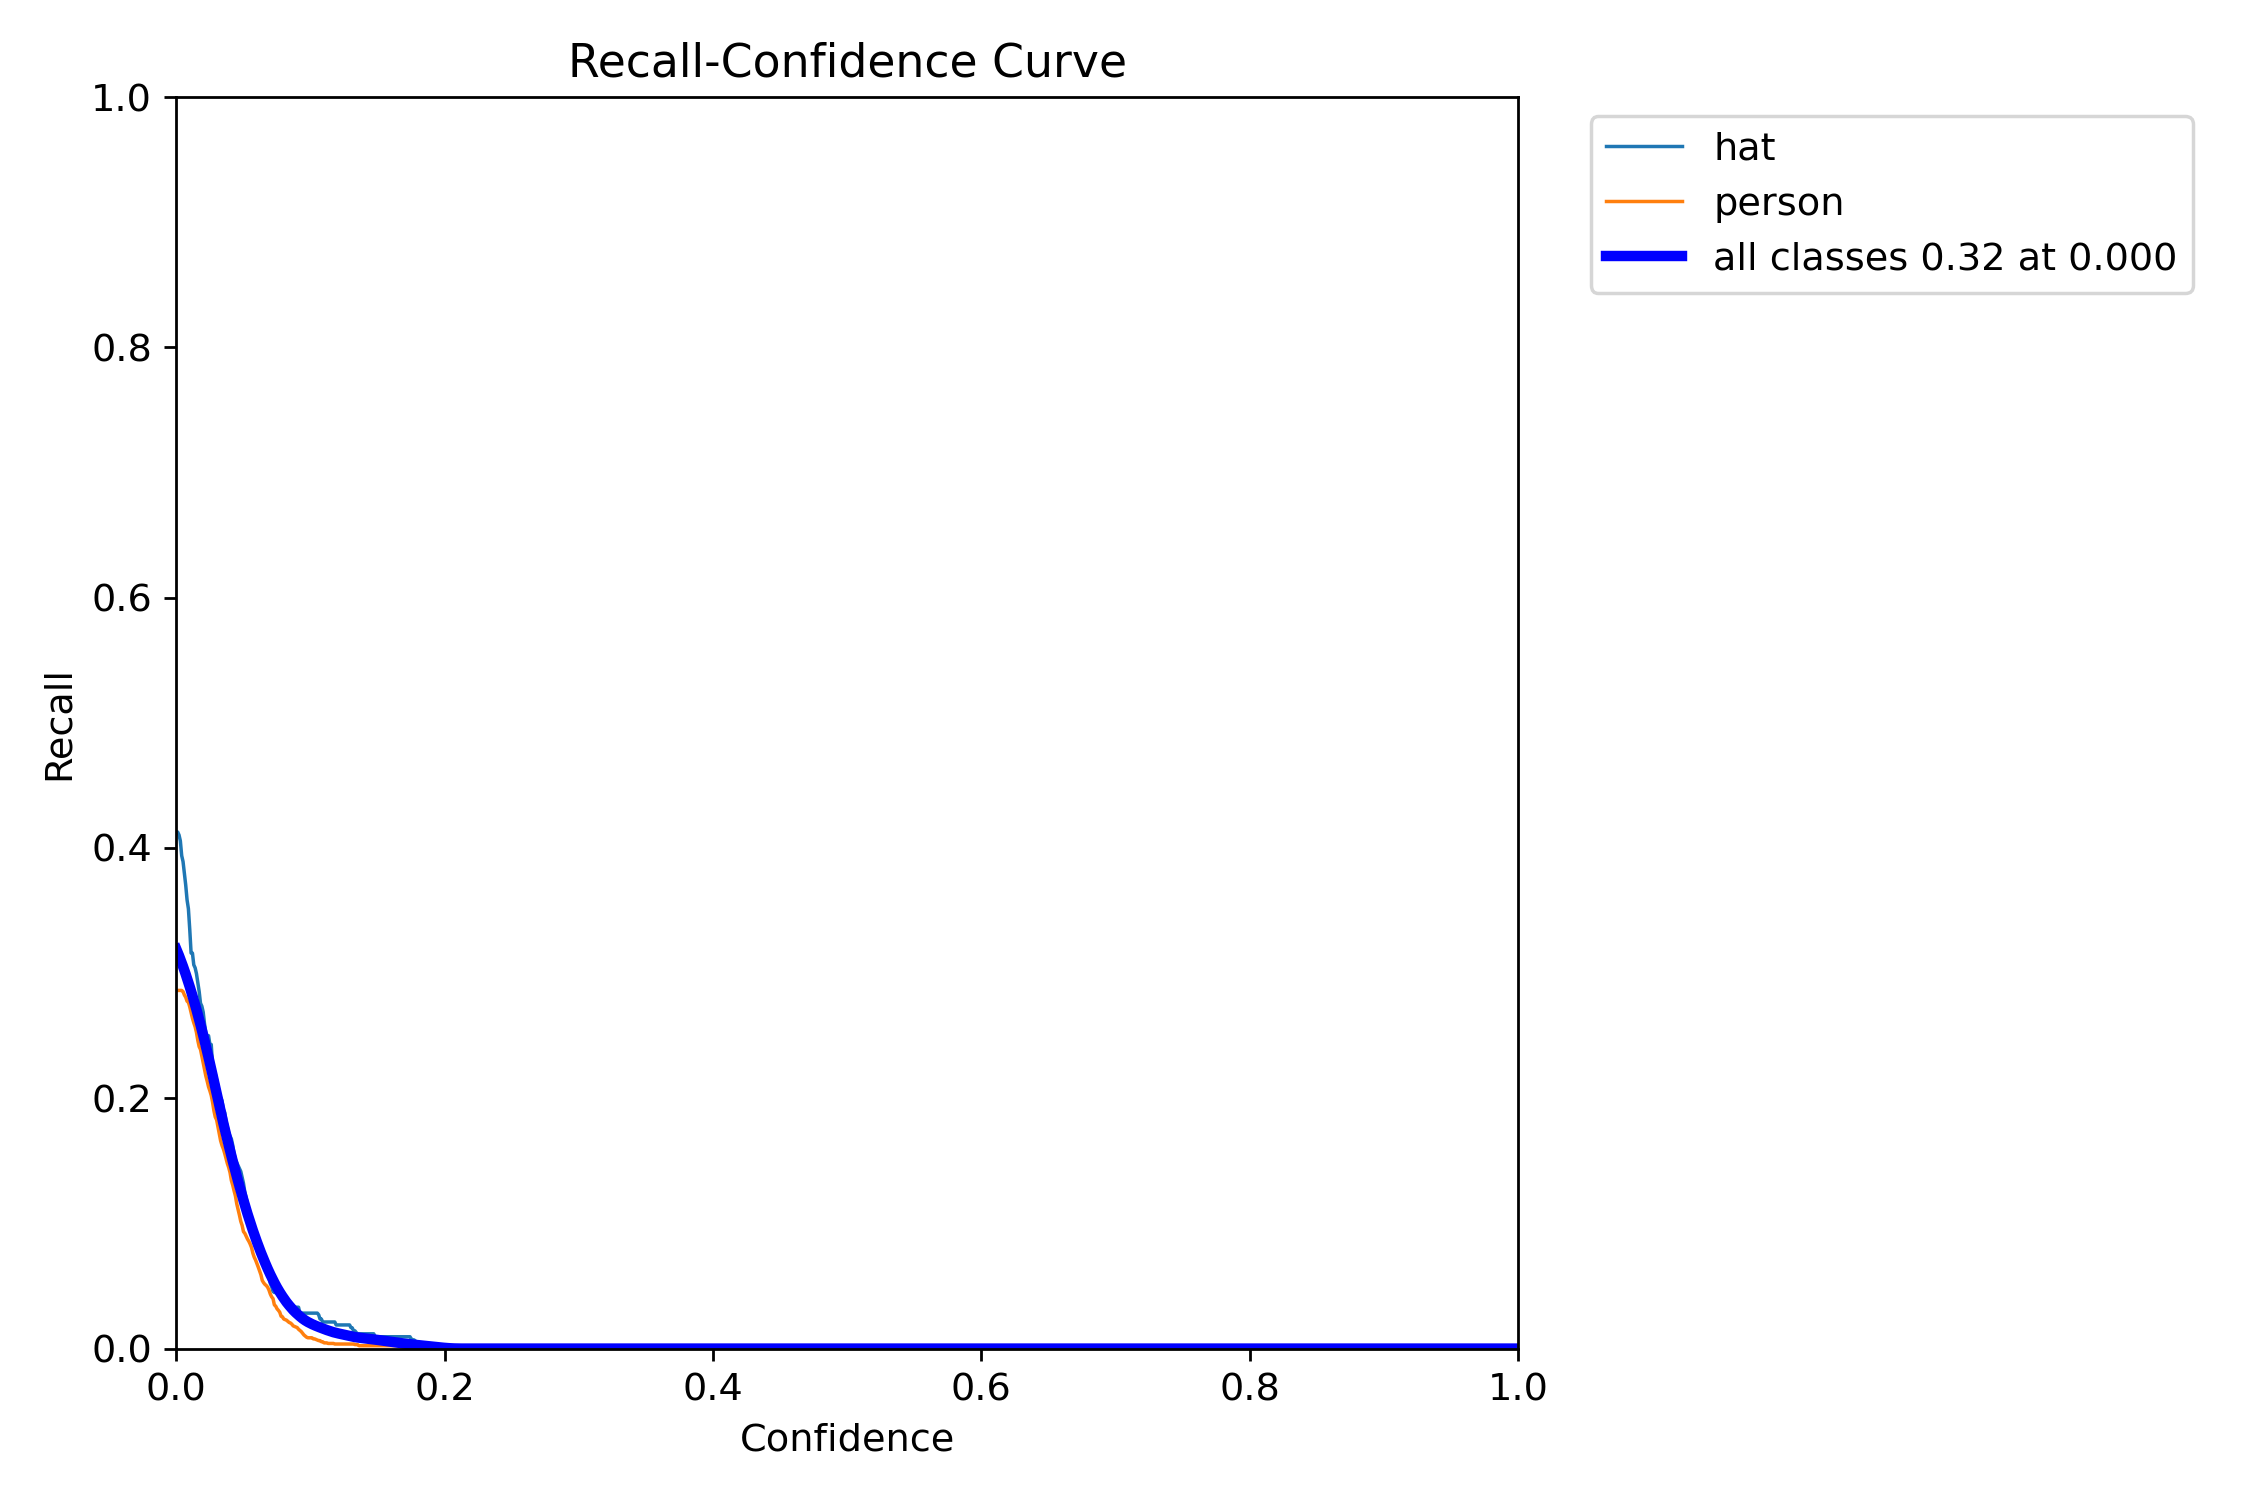 Recall-Confidence Curve
1.0
0.8
0.6
0.4
0.2
0.0
Recall
0.0 0.2 0.4 0.6 0.8 1.0
Confidence
hat
person
all classes 0.32 at 0.000